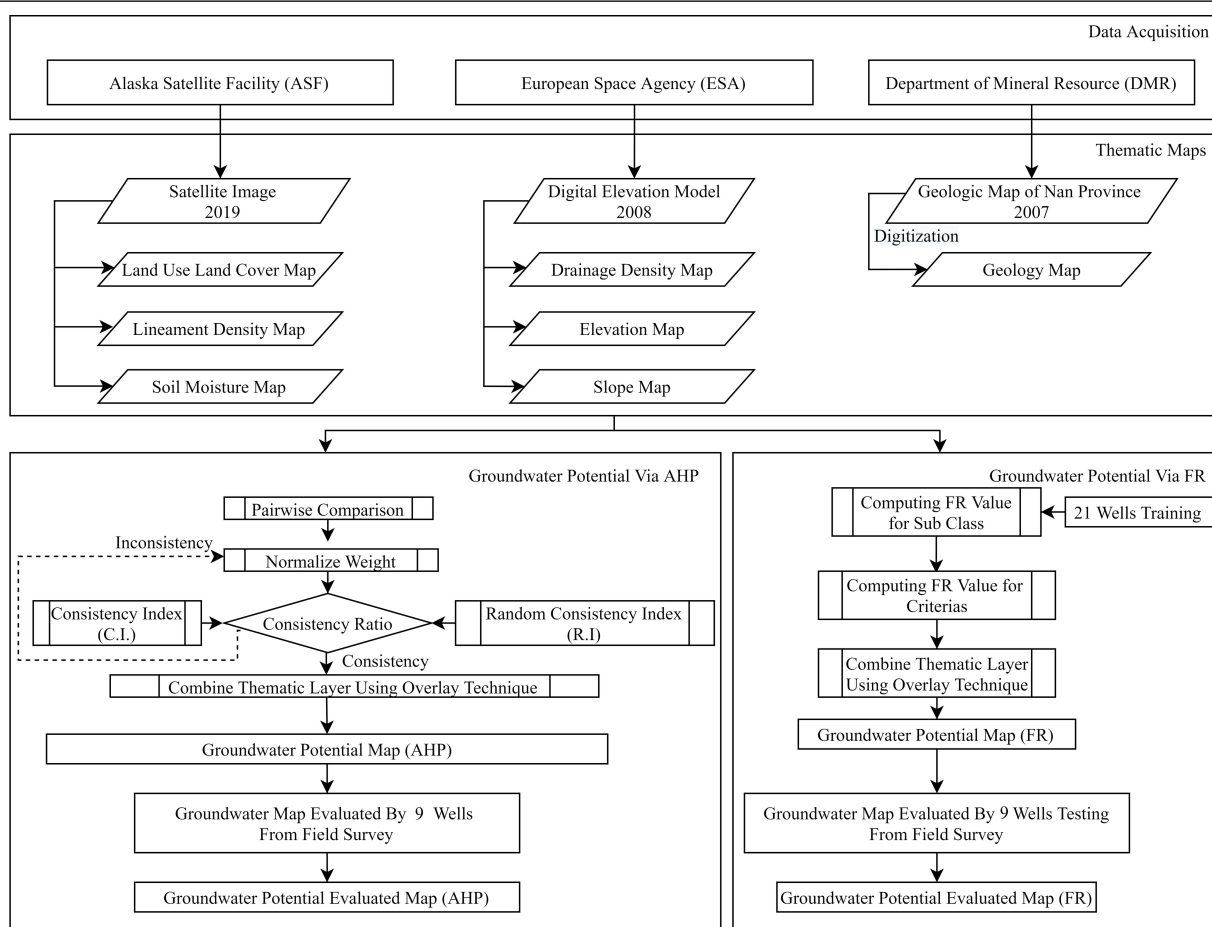 Data Acquisition
Alaska Satellite Facility (ASF)
European Space Agency (ESA)
Department of Mineral Resource (DMR)
Thematic Maps
Satellite Image
2019
Land Use Land Cover Map
Lineament Density Map
Soil Moisture Map
Digital Elevation Model
2008
Drainage Density Map
Elevation Map
Slope Map
Geologic Map of Nan Province
2007
Digitization
Geology Map
Groundwater Potential Via AHP
Pairwise Comparison
Inconsistency
Normalize Weight
Consistency Index
(C.I.)
Consistency Ratio
Random Consistency Index
(R.I)
Consistency
Combine Thematic Layer Using Overlay Technique
Groundwater Potential Map (AHP)
Groundwater Map Evaluated By 9 Wells
From Field Survey
Groundwater Potential Evaluated Map (AHP)
Groundwater Potential Via FR
Computing FR Value
for Sub Class
21 Wells Training
Computing FR Value for
Criterias
Combine Thematic Layer
Using Overlay Technique
Groundwater Potential Map (FR)
Groundwater Map Evaluated By 9 Wells Testing
From Field Survey
Groundwater Potential Evaluated Map (FR)